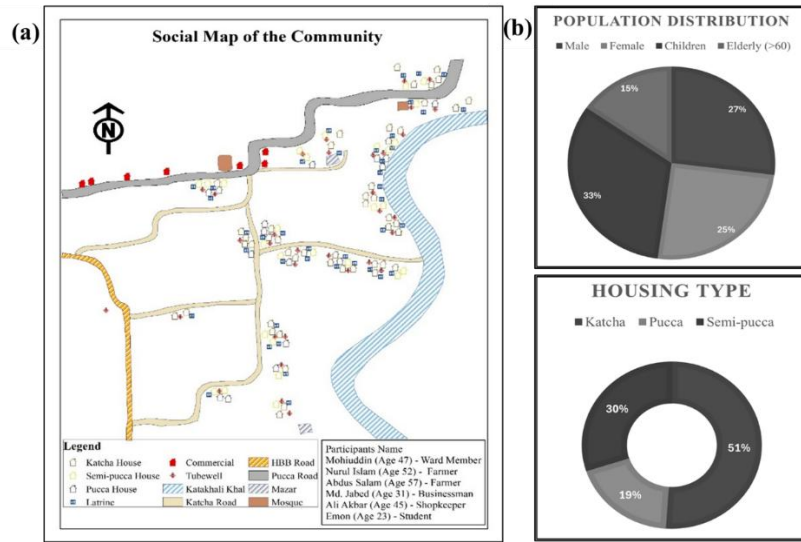 (a)
Social Map of the Community
N
Legend
Katcha House
Semi-pucca House
Pucca House
Latrine
Commercial
Tubewell
Katakhali Khal
Katcha Road
HBB Road
Pucca Road
Mazar
Mosque
Participants Name
Mohiuddin (Age 47) - Ward Member
Nurul Islam (Age 52) - Farmer
Abdus Salam (Age 57) - Farmer
Md. Jabed (Age 31) - Businessman
Ali Akbar (Age 45) - Shopkeeper
Emon (Age 23) - Student
(b)
POPULATION DISTRIBUTION
Male Female Children Elderly (>60)
15%
27%
33%
25%
HOUSING TYPE
Katcha Pucca Semi-pucca
30%
51%
19%